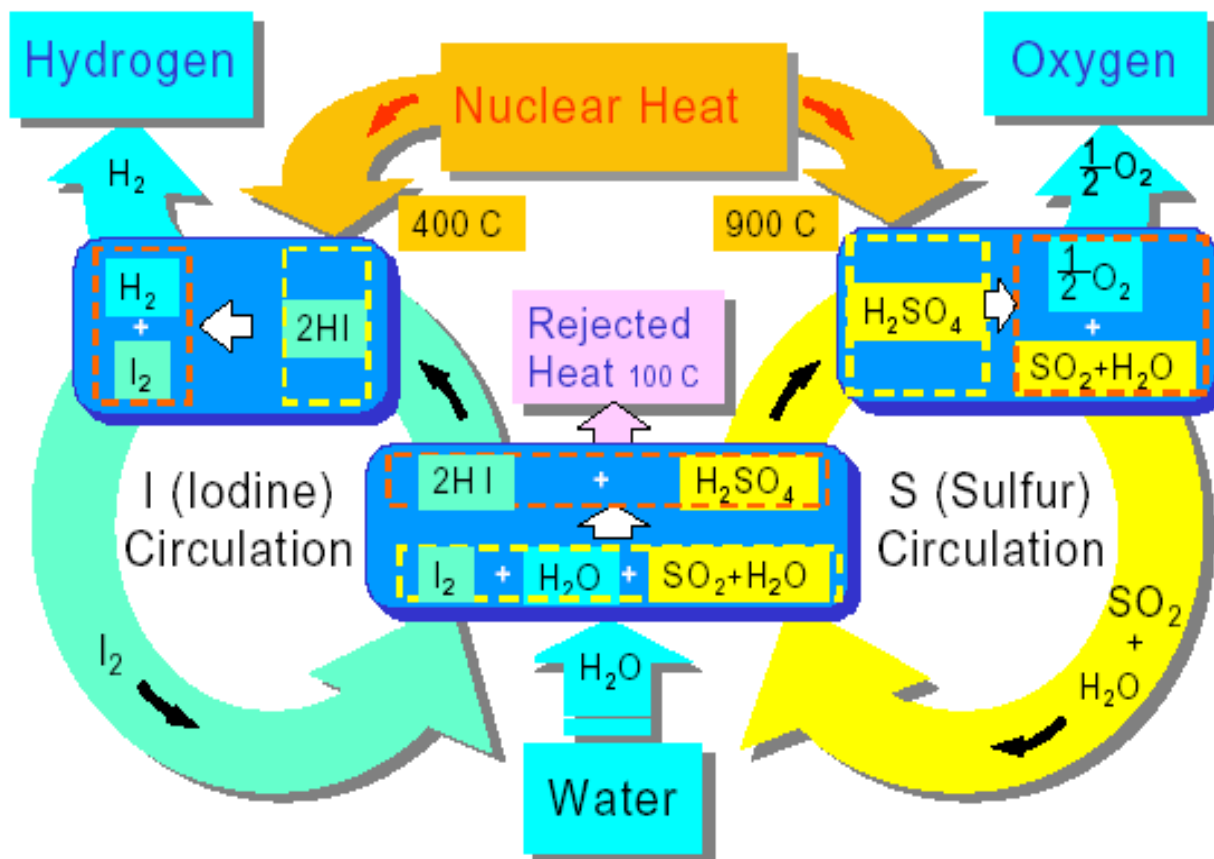 Hydrogen
Nuclear Heat
Oxygen
H₂
½O₂
400 C
900 C
H₂
+
I₂
2HI
H₂SO₄
½O₂
+
SO₂+H₂O
Rejected
Heat 100 C
2H I + H₂SO₄
I₂ + H₂O + SO₂+H₂O
I (Iodine)
Circulation
S (Sulfur)
Circulation
I₂
H₂O
SO₂
+
H₂O
Water